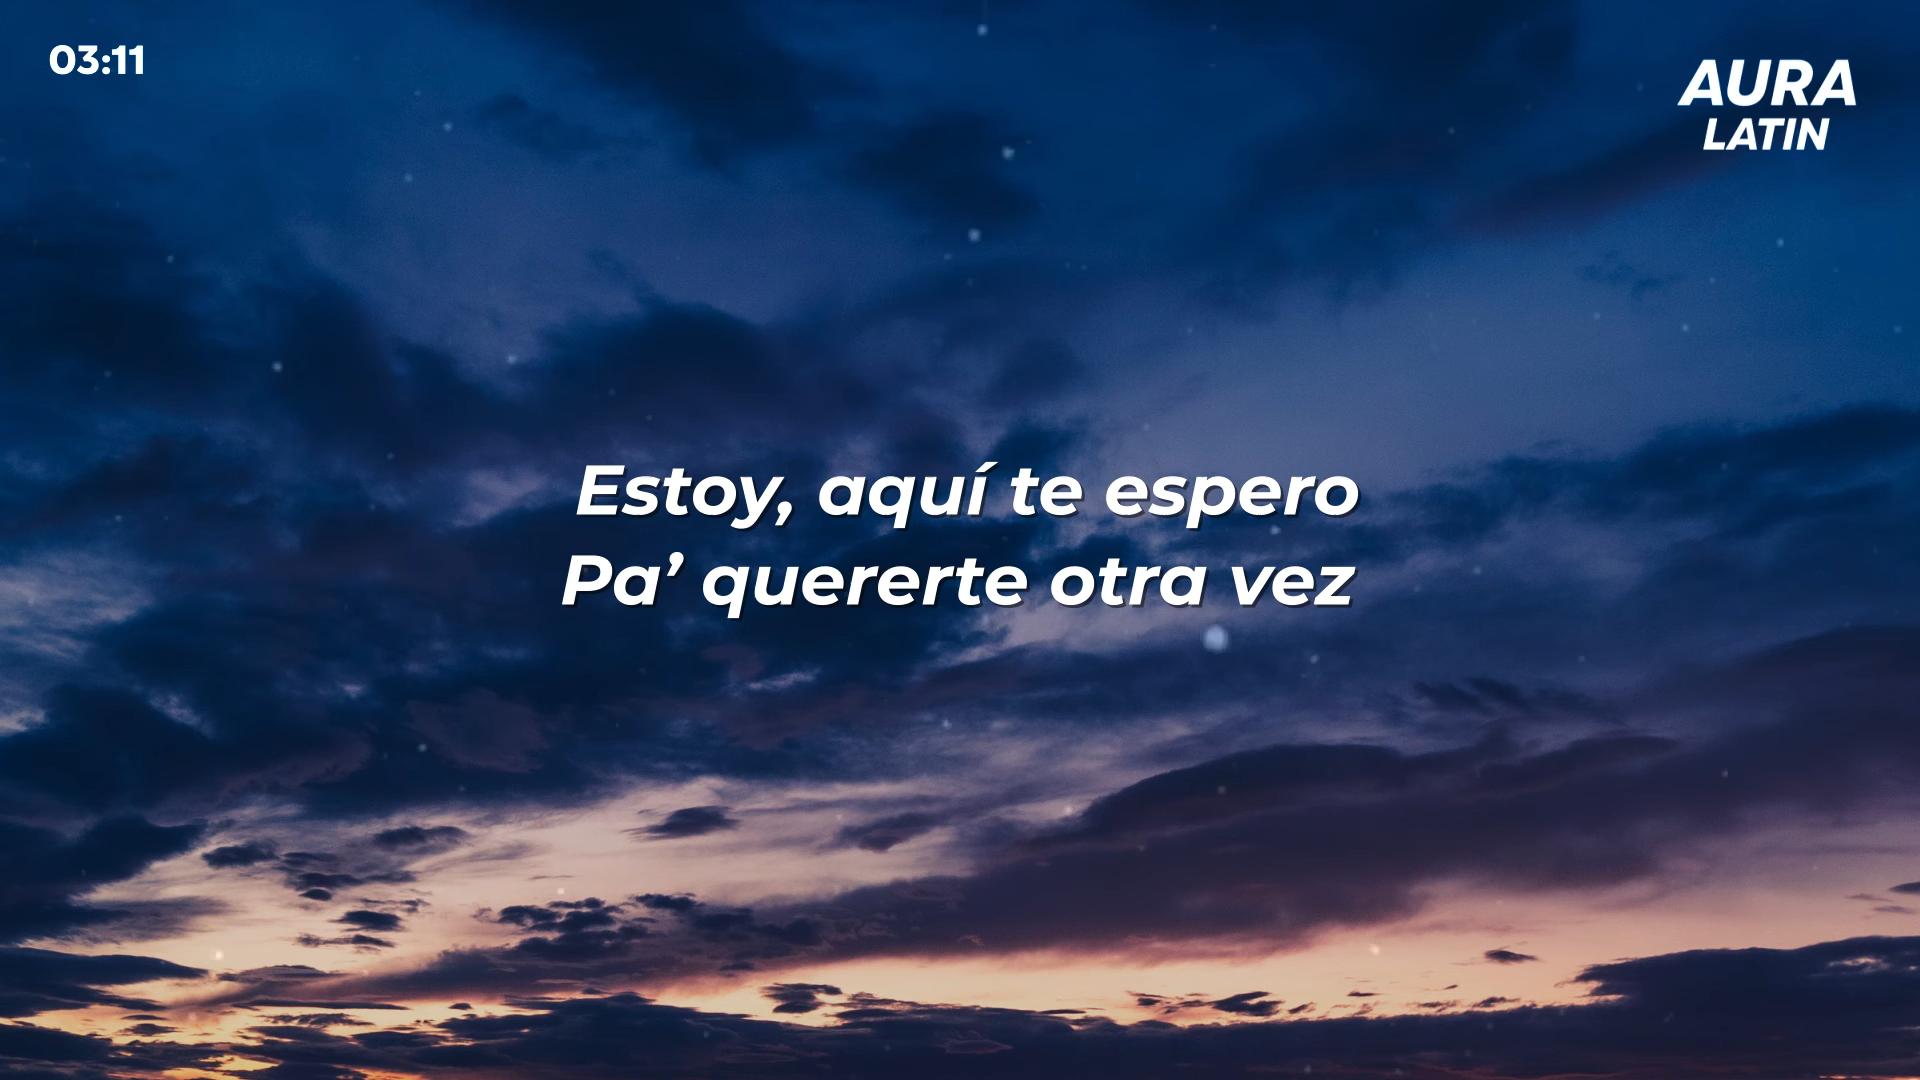 03:11
AURA
LATIN
Estoy, aquí te espero
Pa’ quererte otra vez